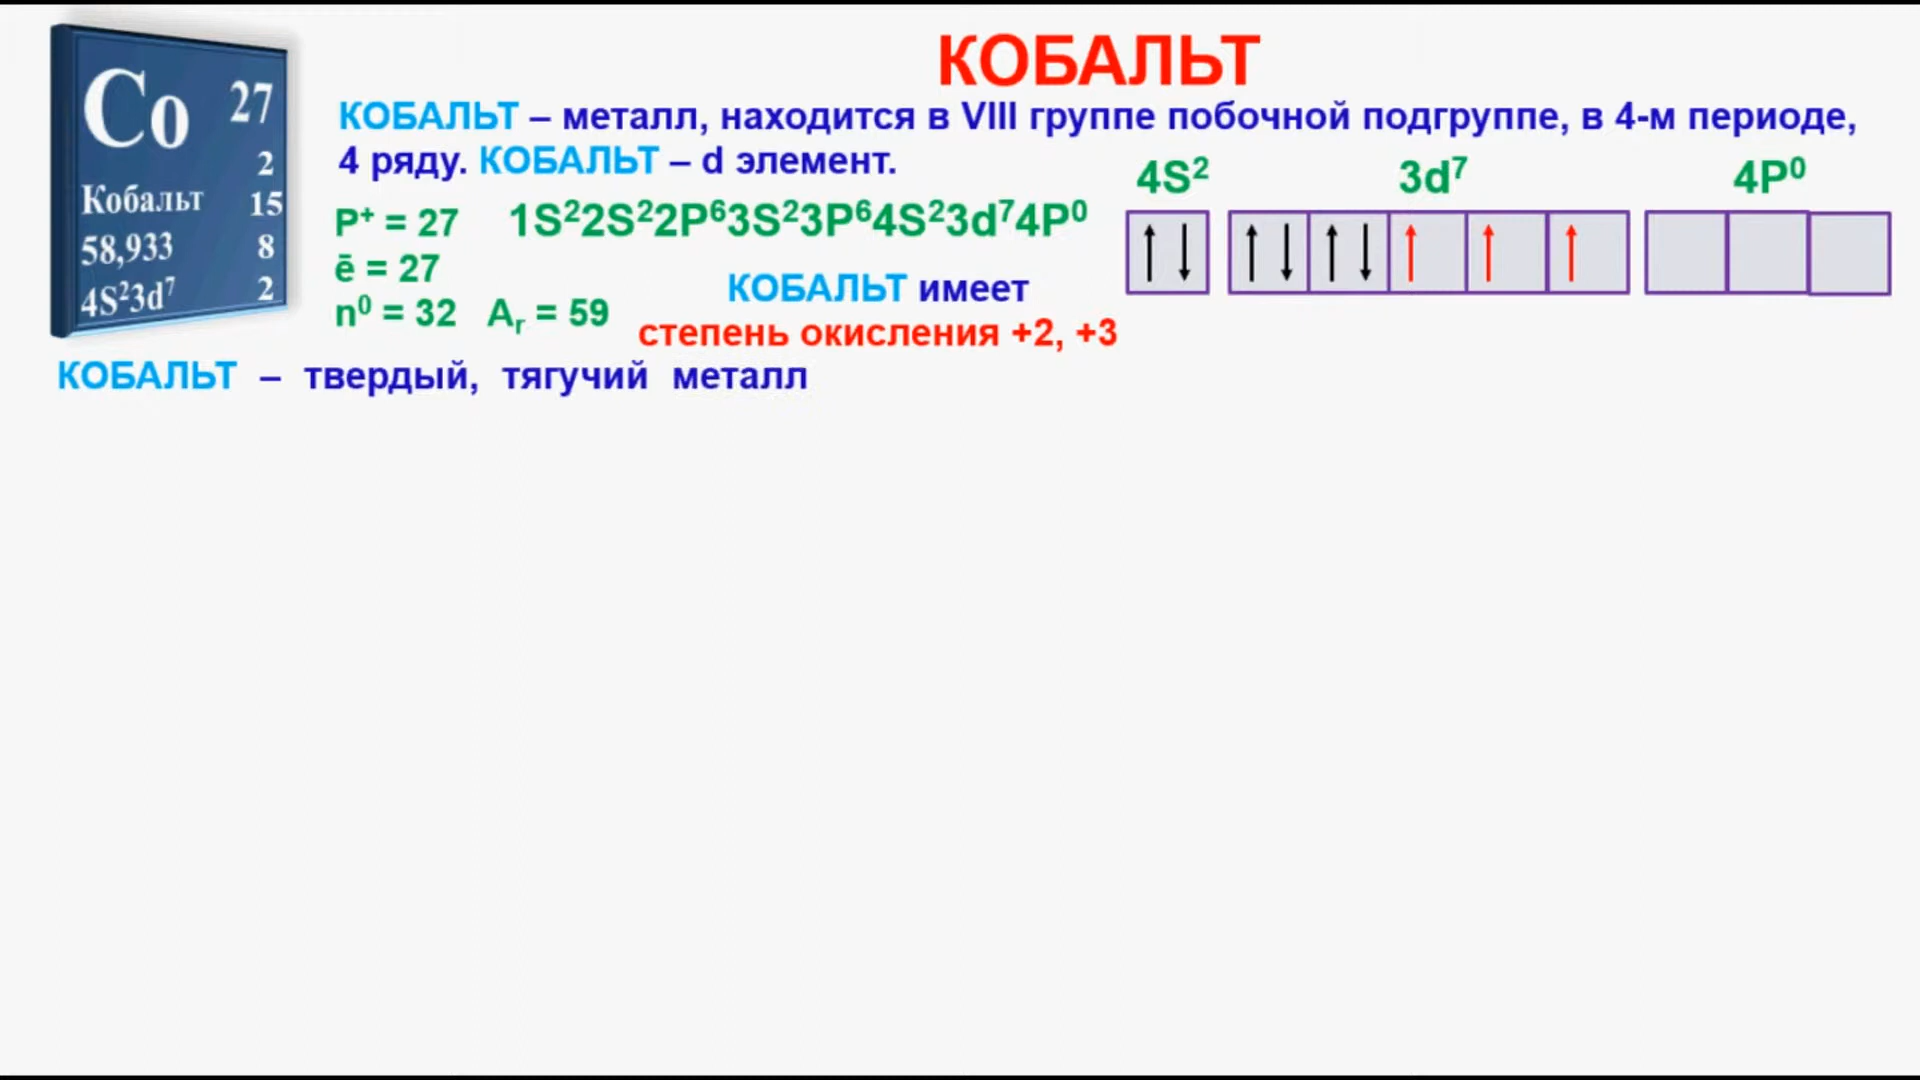 Co 27
2
Кобальт 15
58,933 8
4S²3d⁷ 2
КОБАЛЬТ
КОБАЛЬТ – металл, находится в VIII группе побочной подгруппе, в 4-м периоде,
4 ряду. КОБАЛЬТ – d элемент.
P⁺ = 27
ē = 27
n⁰ = 32 Aᵣ = 59
1S²2S²2P⁶3S²3P⁶4S²3d⁷4P⁰
КОБАЛЬТ имеет
степень окисления +2, +3
4S² 3d⁷ 4P⁰
КОБАЛЬТ – твердый, тягучий металл